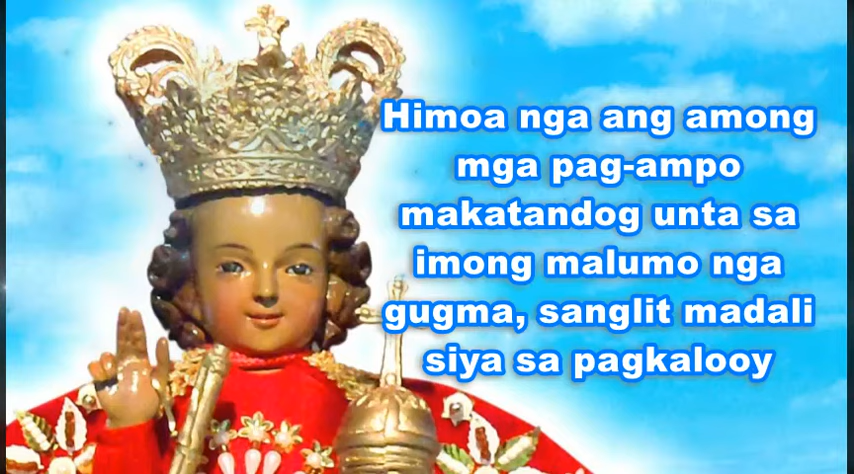 Himoa nga ang among
mga pag-ampo
makatandog unta sa
imong malumo nga
gugma, sanglit madali
siya sa pagkalooy